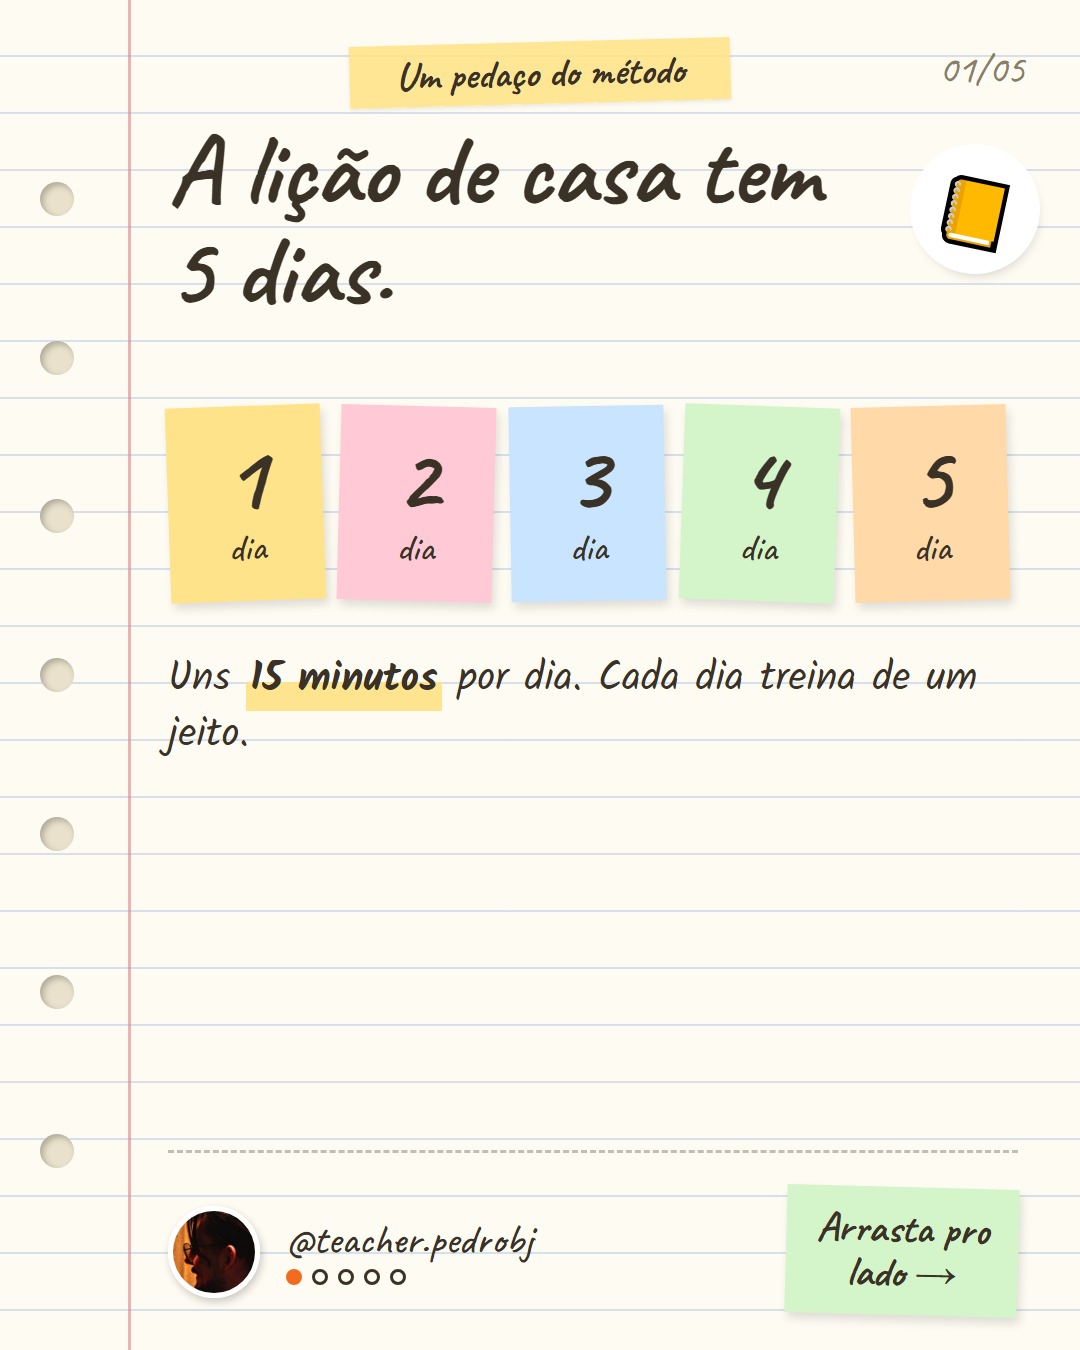 Um pedaço do método
01/05
A lição de casa tem
5 dias.
1 2 3 4 5
dia dia dia dia dia
Uns 15 minutos por dia. Cada dia treina de um
jeito.
@teacher.pedrobj
Arrasta pro
lado →